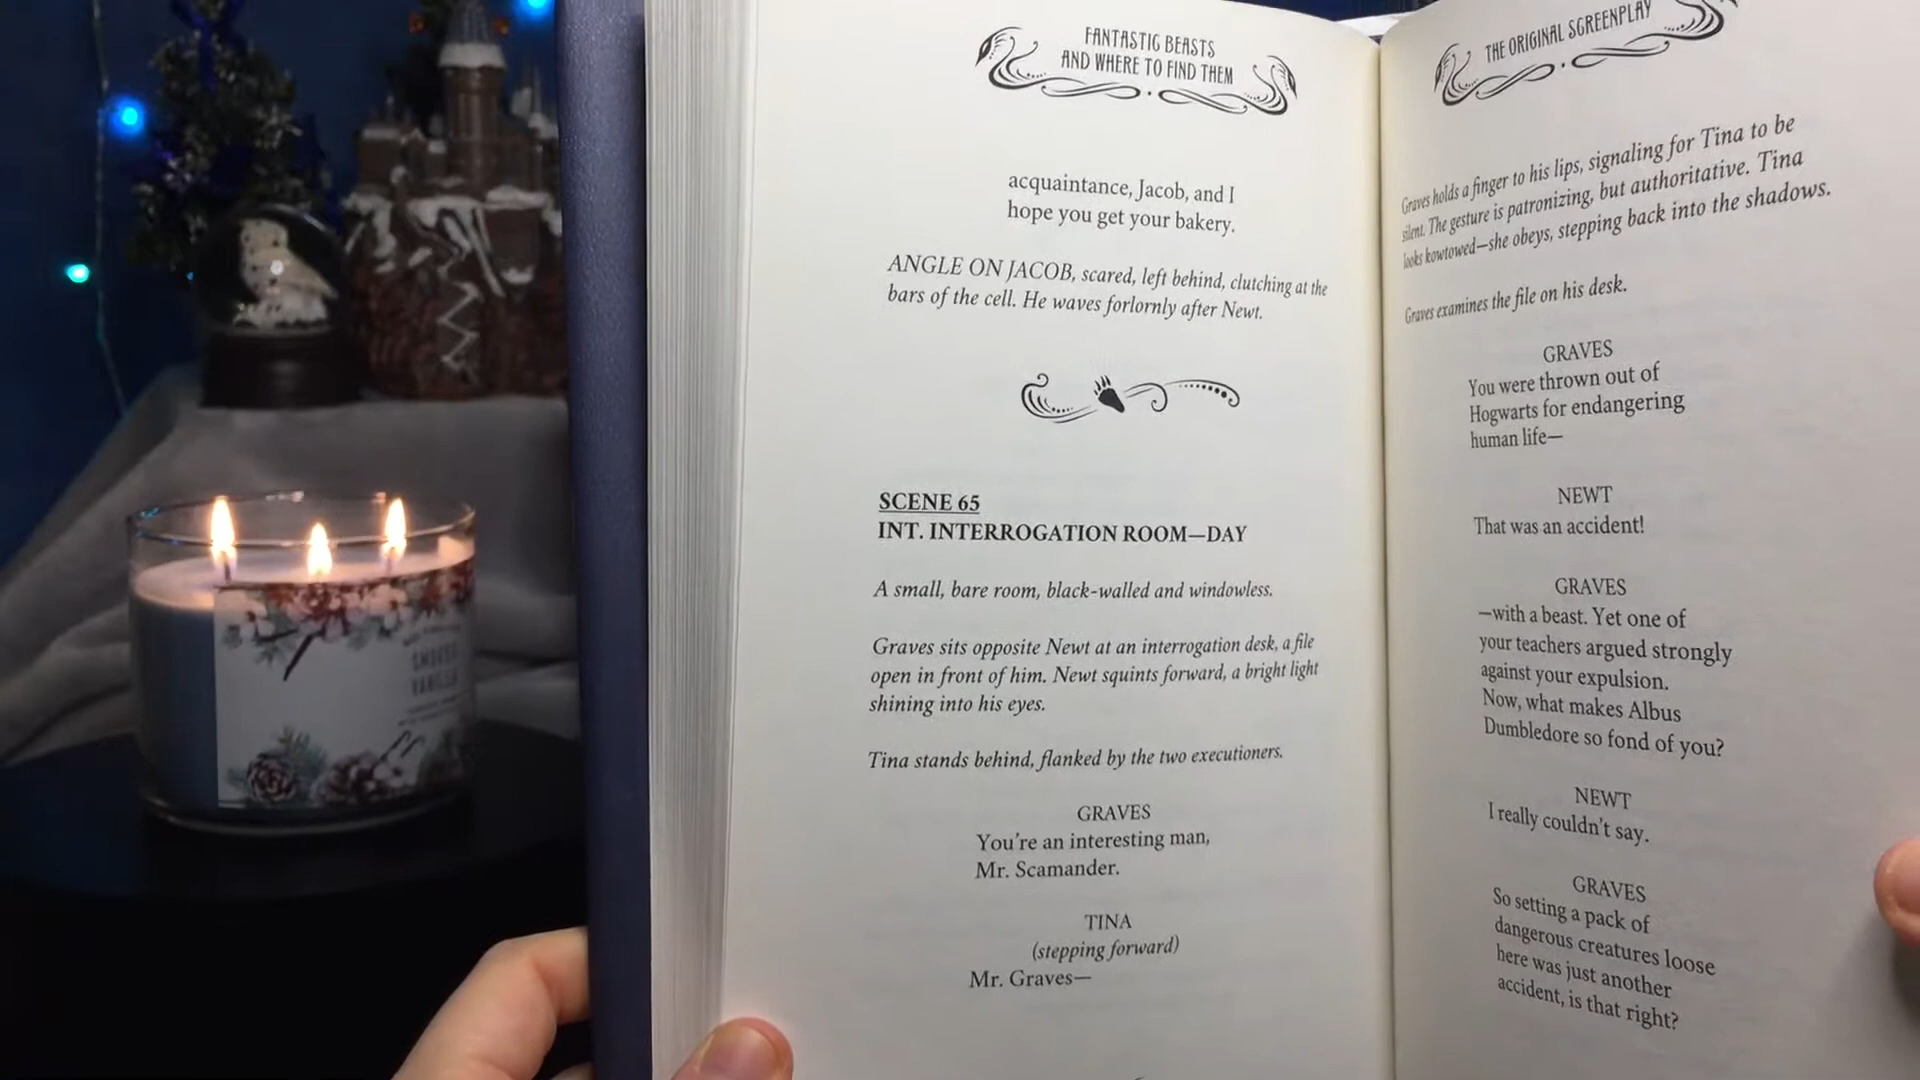 FANTASTIC BEASTS
AND WHERE TO FIND THEM
acquaintance, Jacob, and I
hope you get your bakery.
ANGLE ON JACOB, scared, left behind, clutching at the
bars of the cell. He waves forlornly after Newt.
SCENE 65
INT. INTERROGATION ROOM—DAY
A small, bare room, black-walled and windowless.
Graves sits opposite Newt at an interrogation desk, a file
open in front of him. Newt squints forward, a bright light
shining into his eyes.
Tina stands behind, flanked by the two executioners.
GRAVES
You're an interesting man,
Mr. Scamander.
TINA
(stepping forward)
Mr. Graves—
THE ORIGINAL SCREENPLAY
Graves holds a finger to his lips, signaling for Tina to be
silent. The gesture is patronizing, but authoritative. Tina
looks kowtowed—she obeys, stepping back into the shadows.
Graves examines the file on his desk.
GRAVES
You were thrown out of
Hogwarts for endangering
human life—
NEWT
That was an accident!
GRAVES
—with a beast. Yet one of
your teachers argued strongly
against your expulsion.
Now, what makes Albus
Dumbledore so fond of you?
NEWT
I really couldn't say.
GRAVES
So setting a pack of
dangerous creatures loose
here was just another
accident, is that right?
SMOKED
VANILLA